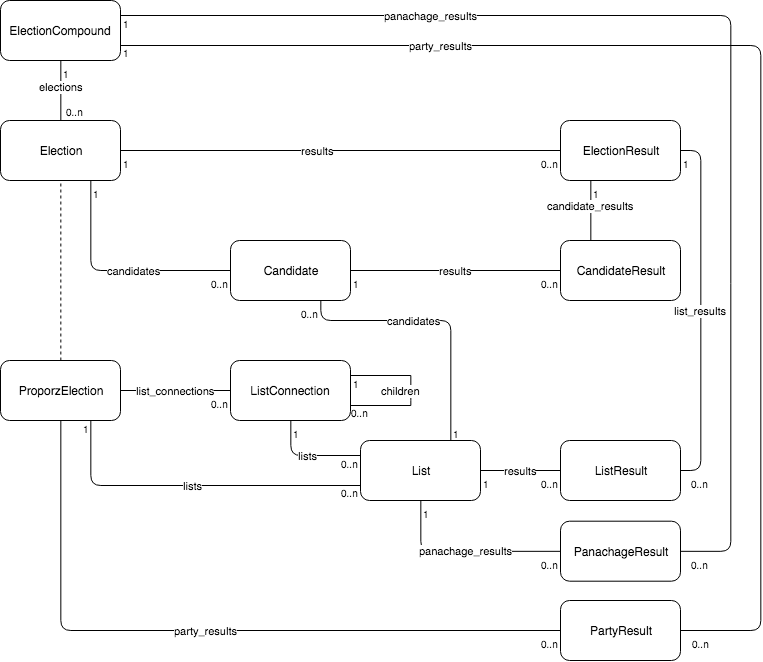 panachage_results
ElectionCompound
1
party_results
1
1
elections
0..n
Election
results
ElectionResult
1
0..n
1
1
1
candidate_results
candidates
Candidate
results
CandidateResult
0..n
1
0..n
0..n
candidates
list_results
ProporzElection
list_connections
ListConnection
1
children
0..n
0..n
1
1
1
lists
0..n
List
results
ListResult
lists
0..n
1
0..n
0..n
1
panachage_results
PanachageResult
0..n
0..n
party_results
PartyResult
0..n
0..n